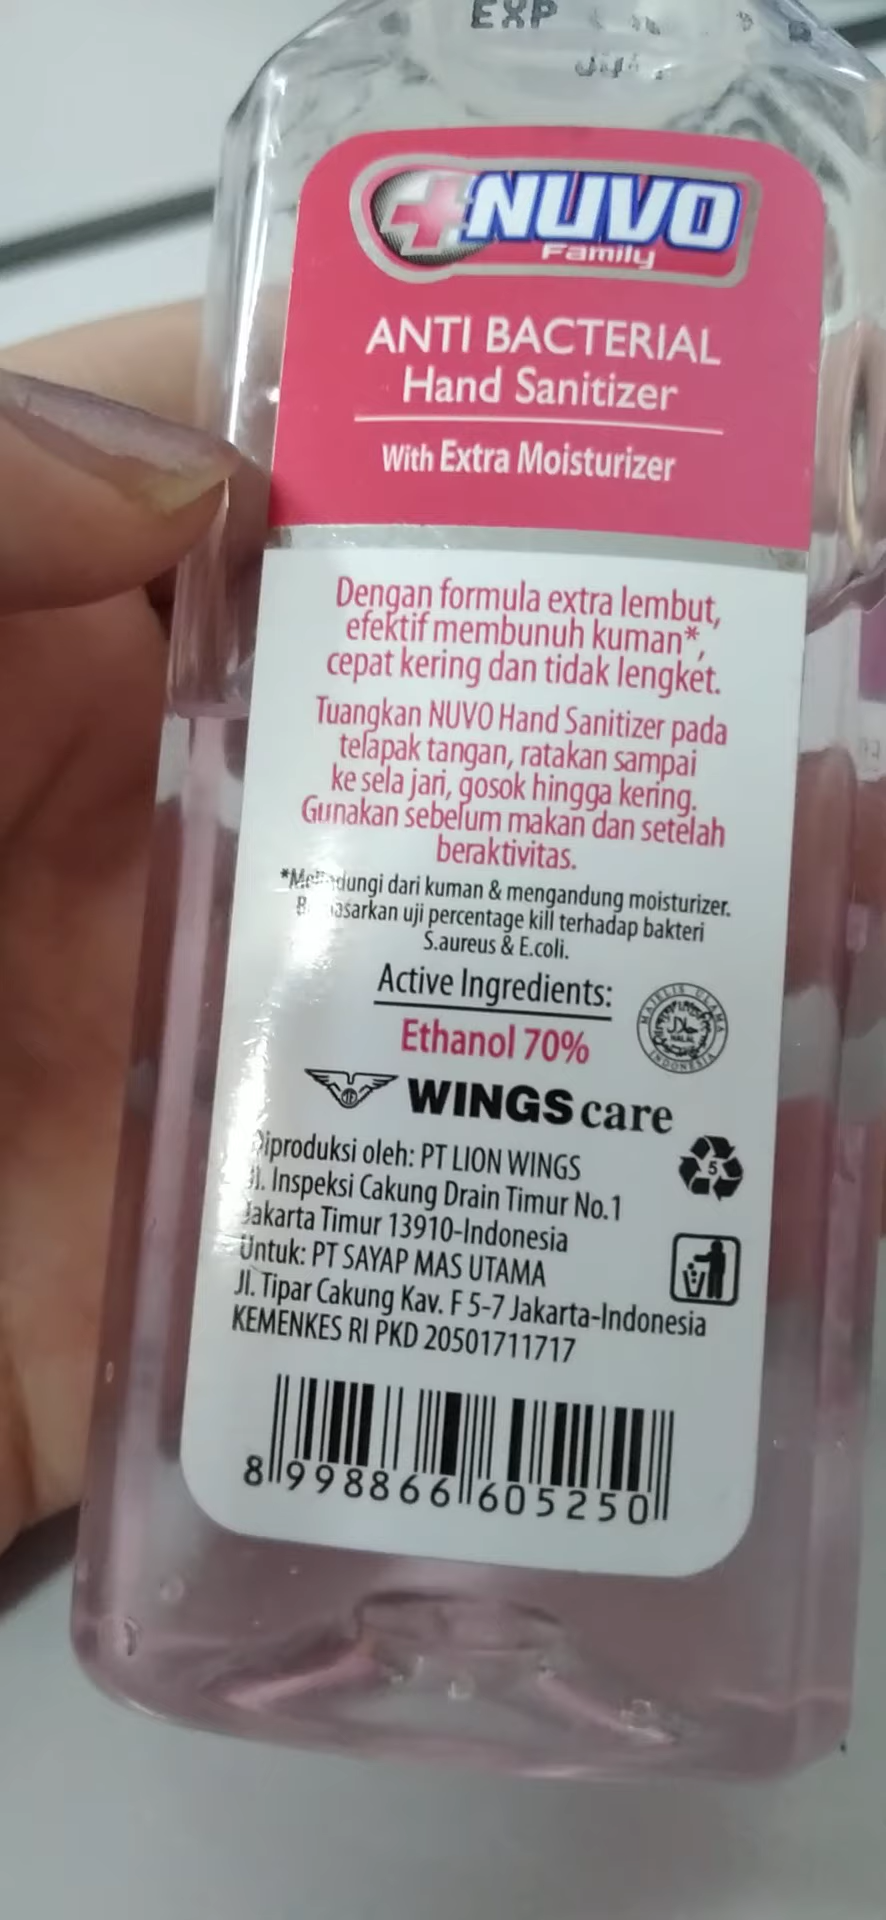 EXP
NUVO
Family
ANTI BACTERIAL
Hand Sanitizer
With Extra Moisturizer
Dengan formula extra lembut,
efektif membunuh kuman*,
cepat kering dan tidak lengket.
Tuangkan NUVO Hand Sanitizer pada
telapak tangan, ratakan sampai
ke sela jari, gosok hingga kering.
Gunakan sebelum makan dan setelah
beraktivitas.
*Melindungi dari kuman & mengandung moisturizer.
Berdasarkan uji percentage kill terhadap bakteri
S.aureus & E.coli.
Active Ingredients:
Ethanol 70%
MAJELIS ULAMA
HALAL
INDONESIA
WINGS care
Diproduksi oleh: PT LION WINGS
Jl. Inspeksi Cakung Drain Timur No.1
Jakarta Timur 13910-Indonesia
5
Untuk: PT SAYAP MAS UTAMA
Jl. Tipar Cakung Kav. F 5-7 Jakarta-Indonesia
KEMENKES RI PKD 20501711717
8 998866 605250